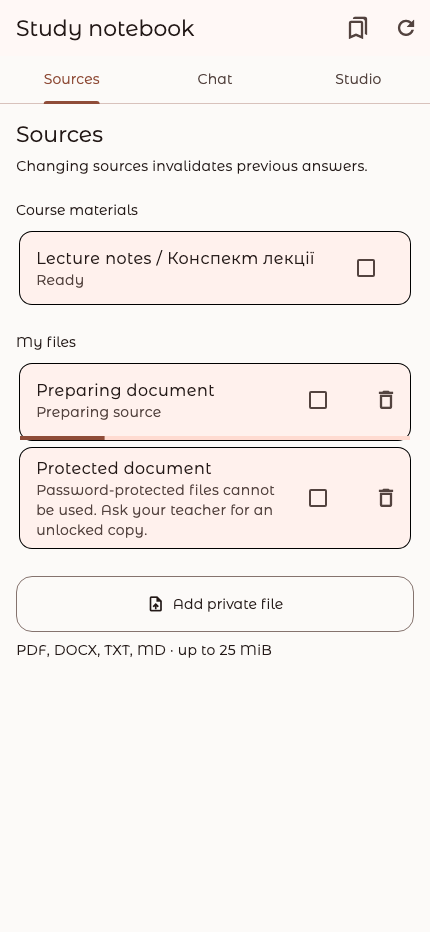 Study notebook
Sources
Chat
Studio
Sources
Changing sources invalidates previous answers.
Course materials
Lecture notes / Конспект лекції
Ready
My files
Preparing document
Preparing source
Protected document
Password-protected files cannot
be used. Ask your teacher for an
unlocked copy.
Add private file
PDF, DOCX, TXT, MD · up to 25 MiB